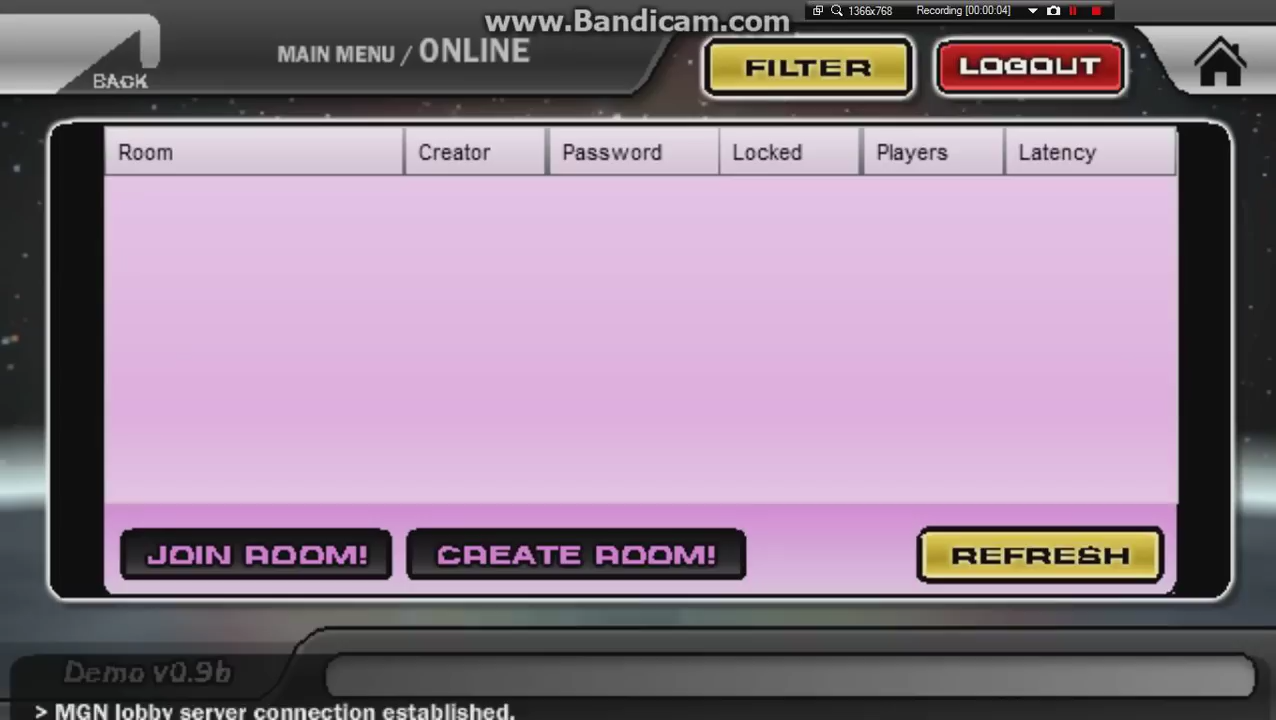 www.Bandicam.com
1366x768 Recording [00:00:04]
BACK
MAIN MENU / ONLINE
FILTER
LOGOUT
Room Creator Password Locked Players Latency
JOIN ROOM! CREATE ROOM! REFRESH
Demo v0.9b
> MGN lobby server connection established.